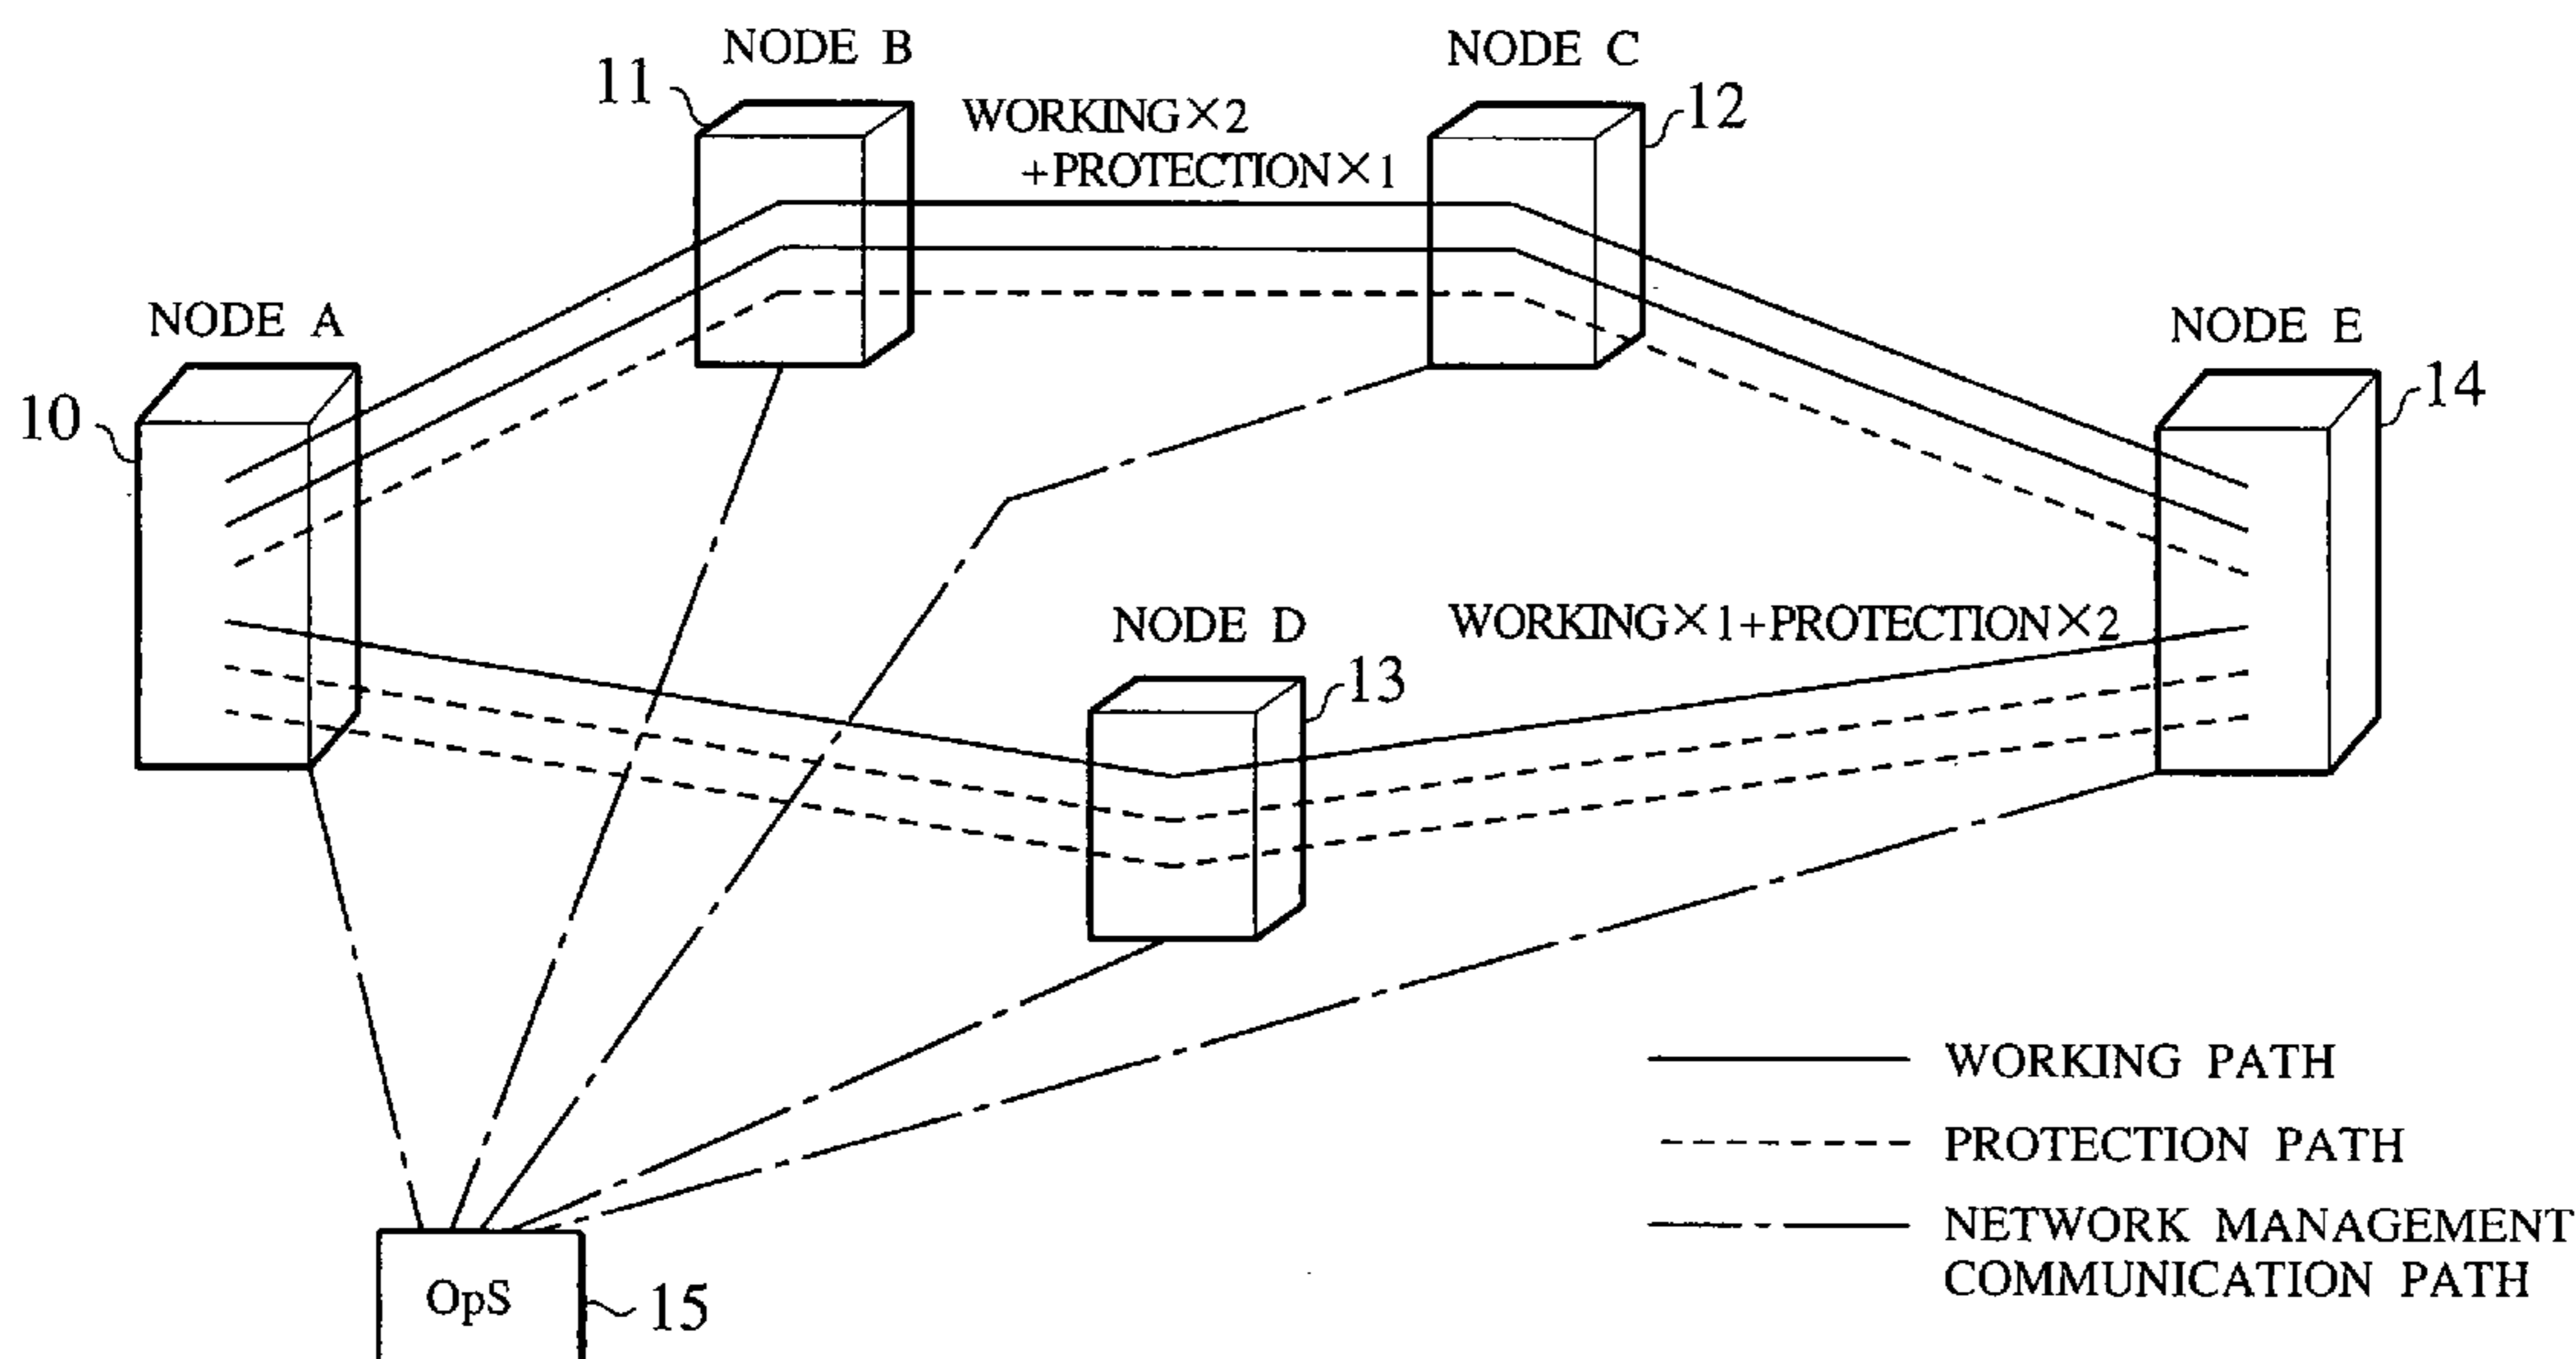 NODE B
NODE C
11
WORKING×2
+PROTECTION×1
12
NODE A
NODE E
10
14
NODE D
WORKING×1+PROTECTION×2
13
WORKING PATH
PROTECTION PATH
NETWORK MANAGEMENT
COMMUNICATION PATH
OpS
15